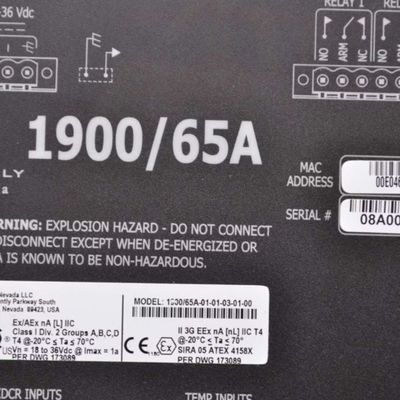 -36 Vdc
RELAY 1
NO
ARM
NC
NO
ARM
1900/65A
MAC
ADDRESS
00E046
SERIAL #
08A00
WARNING: EXPLOSION HAZARD - DO NOT CONNECT
DISCONNECT EXCEPT WHEN DE-ENERGIZED OR
A IS KNOWN TO BE NON-HAZARDOUS.
Nevada LLC
ently Parkway South
Nevada 89423, USA
MODEL: 1900/65A-01-01-03-01-00
Ex/AEx nA [L] IIC
Class I Div. 2 Groups A,B,C,D
T4 @-20°C ≤ Ta ≤ 70°C
Vn = 18 to 36Vdc @ Imax = 1a
PER DWG 173089
II 3G EEx nA [nL] IIC T4
@-20°C ≤ Ta ≤ 70°
SIRA 05 ATEX 4158X
PER DWG 173089
IDCR INPUTS
TEMP INPUTS